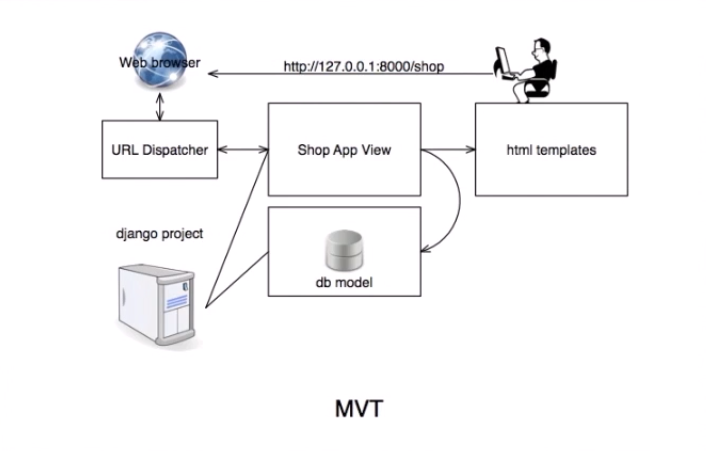 Web browser
http://127.0.0.1:8000/shop
URL Dispatcher
Shop App View
html templates
django project
db model
MVT